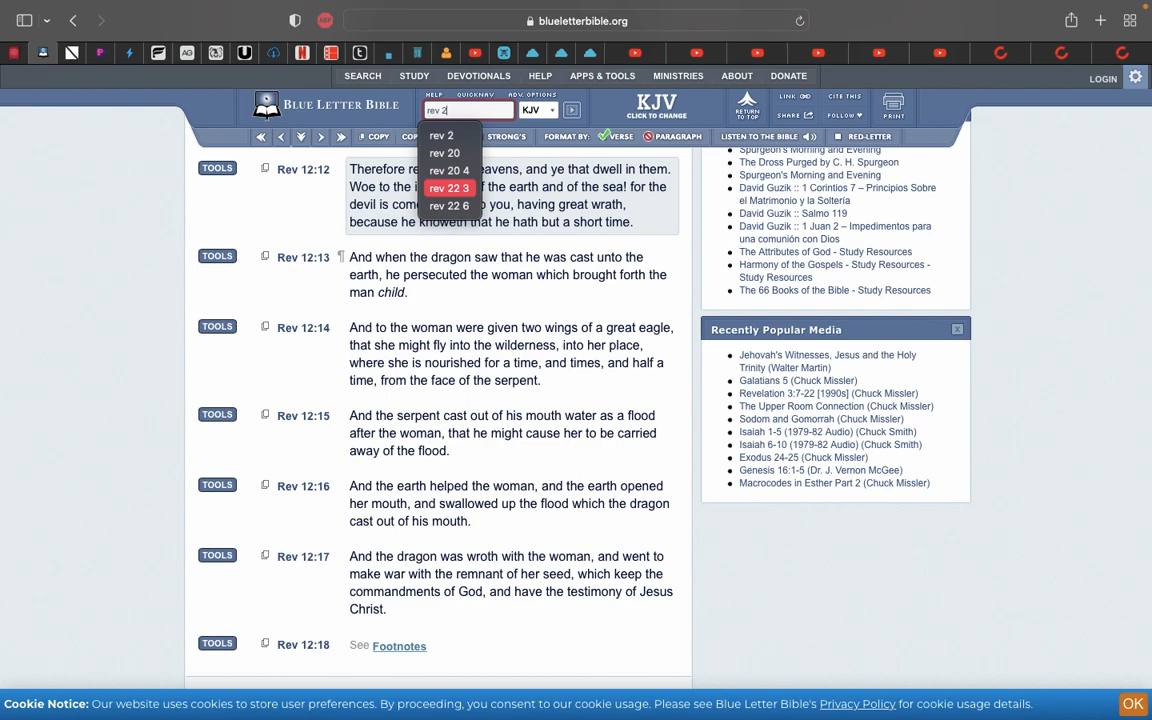 blueletterbible.org
SEARCH STUDY DEVOTIONALS HELP APPS & TOOLS MINISTRIES ABOUT DONATE LOGIN
HELP QUICKNAV ADV. OPTIONS
BLUE LETTER BIBLE
rev 2
KJV
KJV
CLICK TO CHANGE
RETURN TO TOP
LINK
CITE THIS
SHARE
FOLLOW
PRINT
COPY STRONG'S FORMAT BY: VERSE PARAGRAPH LISTEN TO THE BIBLE RED-LETTER
rev 2
rev 20
rev 20 4
rev 22 3
rev 22 6
TOOLS Rev 12:12 Therefore re eavens, and ye that dwell in them.
Woe to the i f the earth and of the sea! for the
devil is com you, having great wrath,
because he knoweth that he hath but a short time.
TOOLS Rev 12:13 ¶ And when the dragon saw that he was cast unto the
earth, he persecuted the woman which brought forth the
man child.
TOOLS Rev 12:14 And to the woman were given two wings of a great eagle,
that she might fly into the wilderness, into her place,
where she is nourished for a time, and times, and half a
time, from the face of the serpent.
TOOLS Rev 12:15 And the serpent cast out of his mouth water as a flood
after the woman, that he might cause her to be carried
away of the flood.
TOOLS Rev 12:16 And the earth helped the woman, and the earth opened
her mouth, and swallowed up the flood which the dragon
cast out of his mouth.
TOOLS Rev 12:17 And the dragon was wroth with the woman, and went to
make war with the remnant of her seed, which keep the
commandments of God, and have the testimony of Jesus
Christ.
TOOLS Rev 12:18 See Footnotes
Spurgeon's Morning and Evening
The Dross Purged by C. H. Spurgeon
Spurgeon's Morning and Evening
David Guzik :: 1 Corintios 7 – Principios Sobre
el Matrimonio y la Soltería
David Guzik :: Salmo 119
David Guzik :: 1 Juan 2 – Impedimentos para
una comunión con Dios
The Attributes of God - Study Resources
Harmony of the Gospels - Study Resources -
Study Resources
The 66 Books of the Bible - Study Resources
Recently Popular Media
Jehovah's Witnesses, Jesus and the Holy
Trinity (Walter Martin)
Galatians 5 (Chuck Missler)
Revelation 3:7-22 [1990s] (Chuck Missler)
The Upper Room Connection (Chuck Missler)
Sodom and Gomorrah (Chuck Missler)
Isaiah 1-5 (1979-82 Audio) (Chuck Smith)
Isaiah 6-10 (1979-82 Audio) (Chuck Smith)
Exodus 24-25 (Chuck Missler)
Genesis 16:1-5 (Dr. J. Vernon McGee)
Macrocodes in Esther Part 2 (Chuck Missler)
Cookie Notice: Our website uses cookies to store user preferences. By proceeding, you consent to our cookie usage. Please see Blue Letter Bible's Privacy Policy for cookie usage details. OK